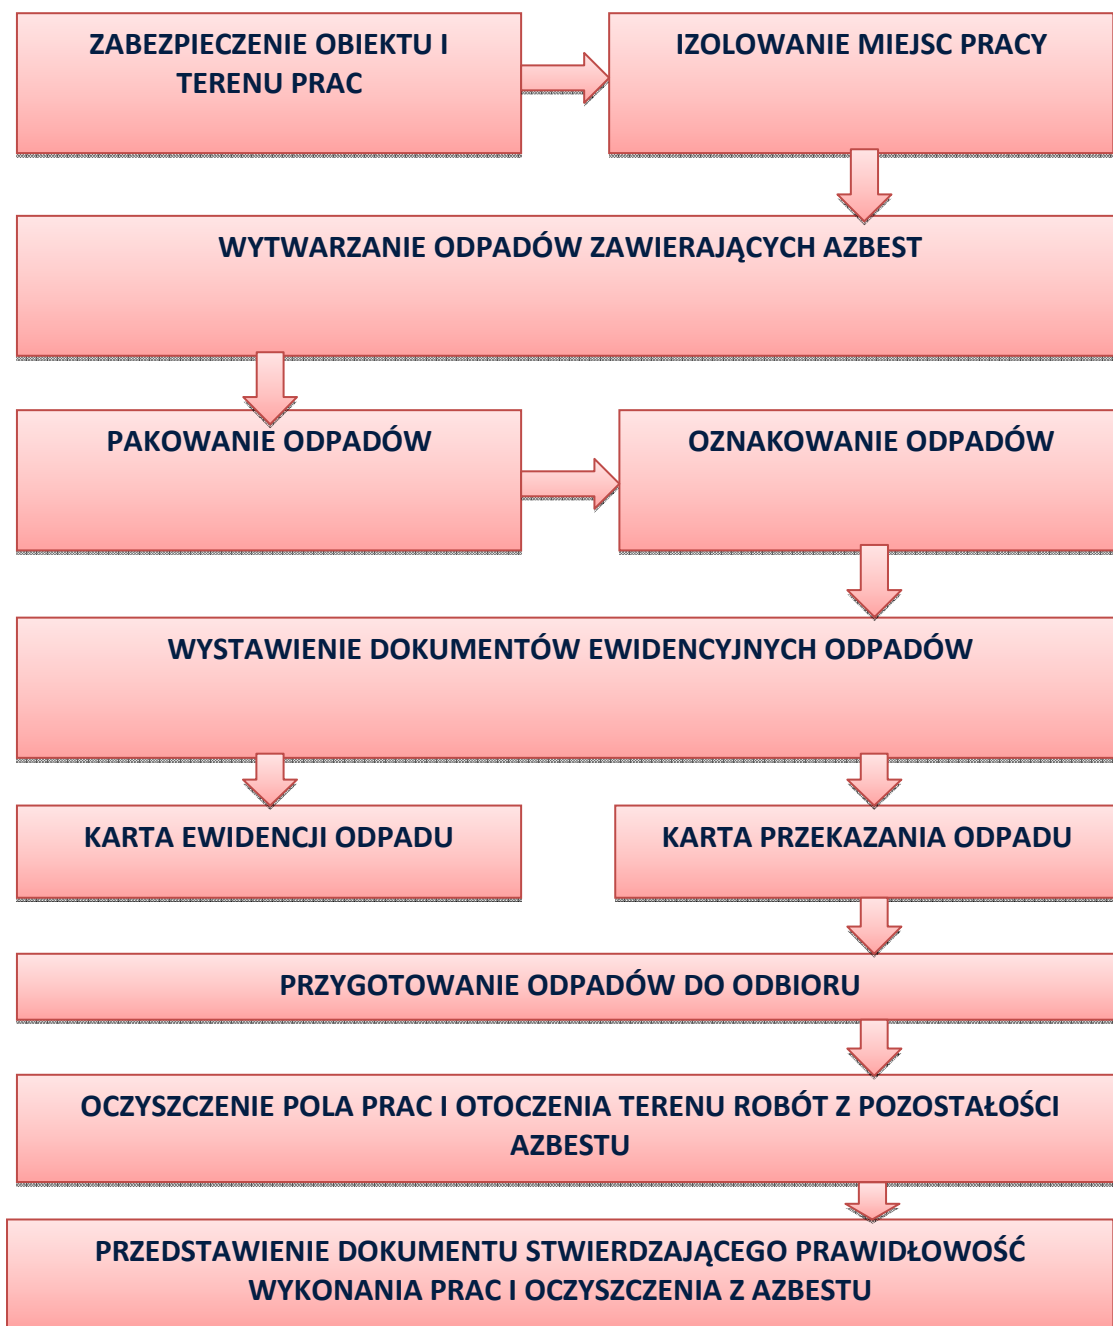 ZABEZPIECZENIE OBIEKTU I
TERENU PRAC
IZOLOWANIE MIEJSC PRACY
WYTWARZANIE ODPADÓW ZAWIERAJĄCYCH AZBEST
PAKOWANIE ODPADÓW
OZNAKOWANIE ODPADÓW
WYSTAWIENIE DOKUMENTÓW EWIDENCYJNYCH ODPADÓW
KARTA EWIDENCJI ODPADU
KARTA PRZEKAZANIA ODPADU
PRZYGOTOWANIE ODPADÓW DO ODBIORU
OCZYSZCZENIE POLA PRAC I OTOCZENIA TERENU ROBÓT Z POZOSTAŁOŚCI
AZBESTU
PRZEDSTAWIENIE DOKUMENTU STWIERDZAJĄCEGO PRAWIDŁOWOŚĆ
WYKONANIA PRAC I OCZYSZCZENIA Z AZBESTU